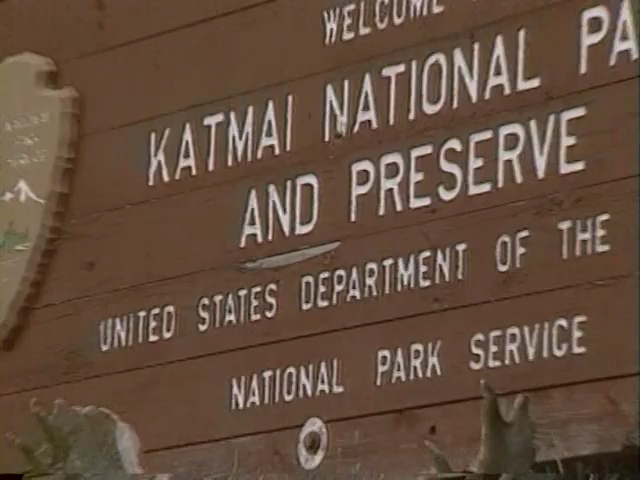 WELCOME
KATMAI NATIONAL PA
AND PRESERVE
UNITED STATES DEPARTMENT OF THE
NATIONAL PARK SERVICE